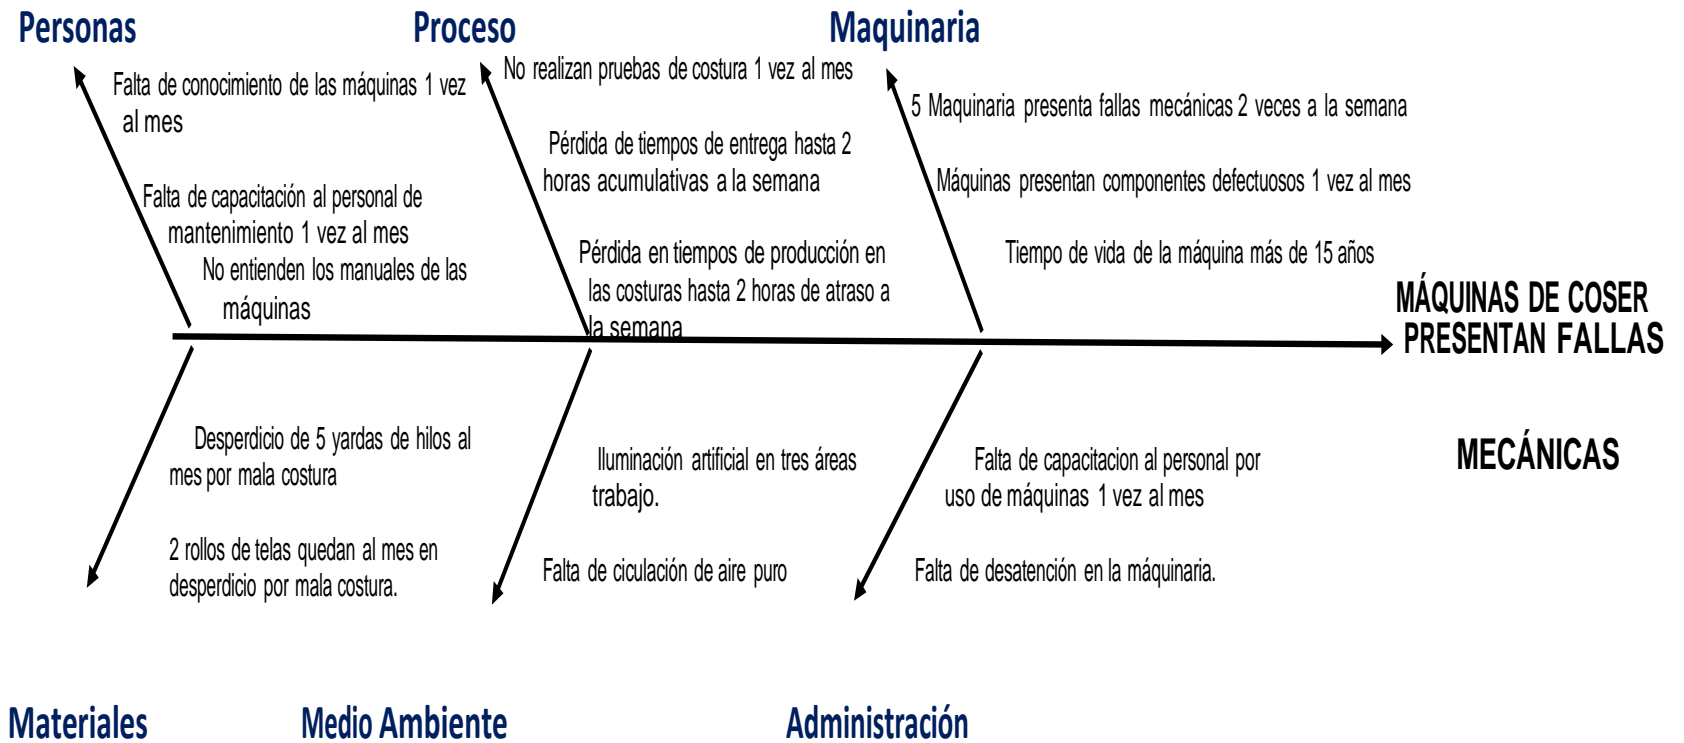 Personas
Proceso
Maquinaria
Falta de conocimiento de las máquinas 1 vez
al mes
Falta de capacitación al personal de
mantenimiento 1 vez al mes
No entienden los manuales de las
máquinas
No realizan pruebas de costura 1 vez al mes
Pérdida de tiempos de entrega hasta 2
horas acumulativas a la semana
Pérdida en tiempos de producción en
las costuras hasta 2 horas de atraso a
la semana
5 Maquinaria presenta fallas mecánicas 2 veces a la semana
Máquinas presentan componentes defectuosos 1 vez al mes
Tiempo de vida de la máquina más de 15 años
MÁQUINAS DE COSER
PRESENTAN FALLAS
MECÁNICAS
Desperdicio de 5 yardas de hilos al
mes por mala costura
2 rollos de telas quedan al mes en
desperdicio por mala costura.
Iluminación artificial en tres áreas
trabajo.
Falta de ciculación de aire puro
Falta de capacitacion al personal por
uso de máquinas 1 vez al mes
Falta de desatención en la máquinaria.
Materiales
Medio Ambiente
Administración